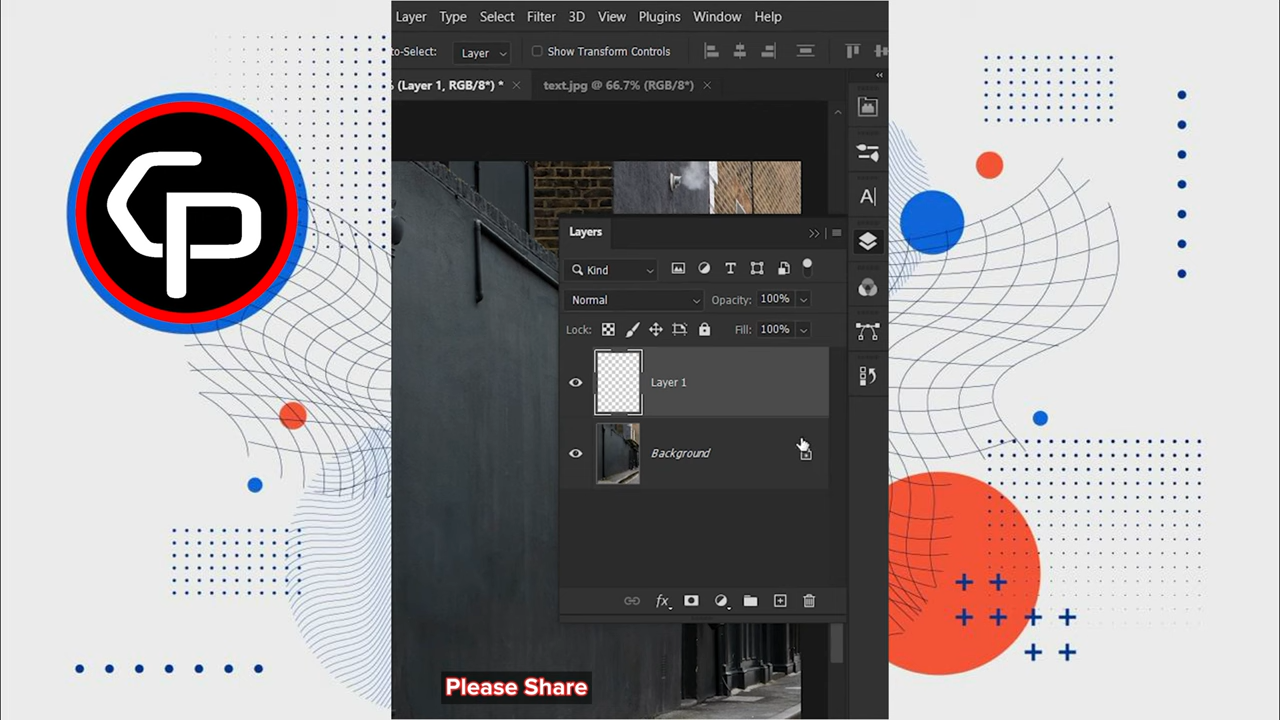 Layer Type Select Filter 3D View Plugins Window Help
to-Select: Layer Show Transform Controls
% (Layer 1, RGB/8*) * × text.jpg @ 66.7% (RGB/8*) ×
CP
Layers
Kind
Normal Opacity: 100%
Lock: Fill: 100%
Layer 1
Background
fx
Please Share